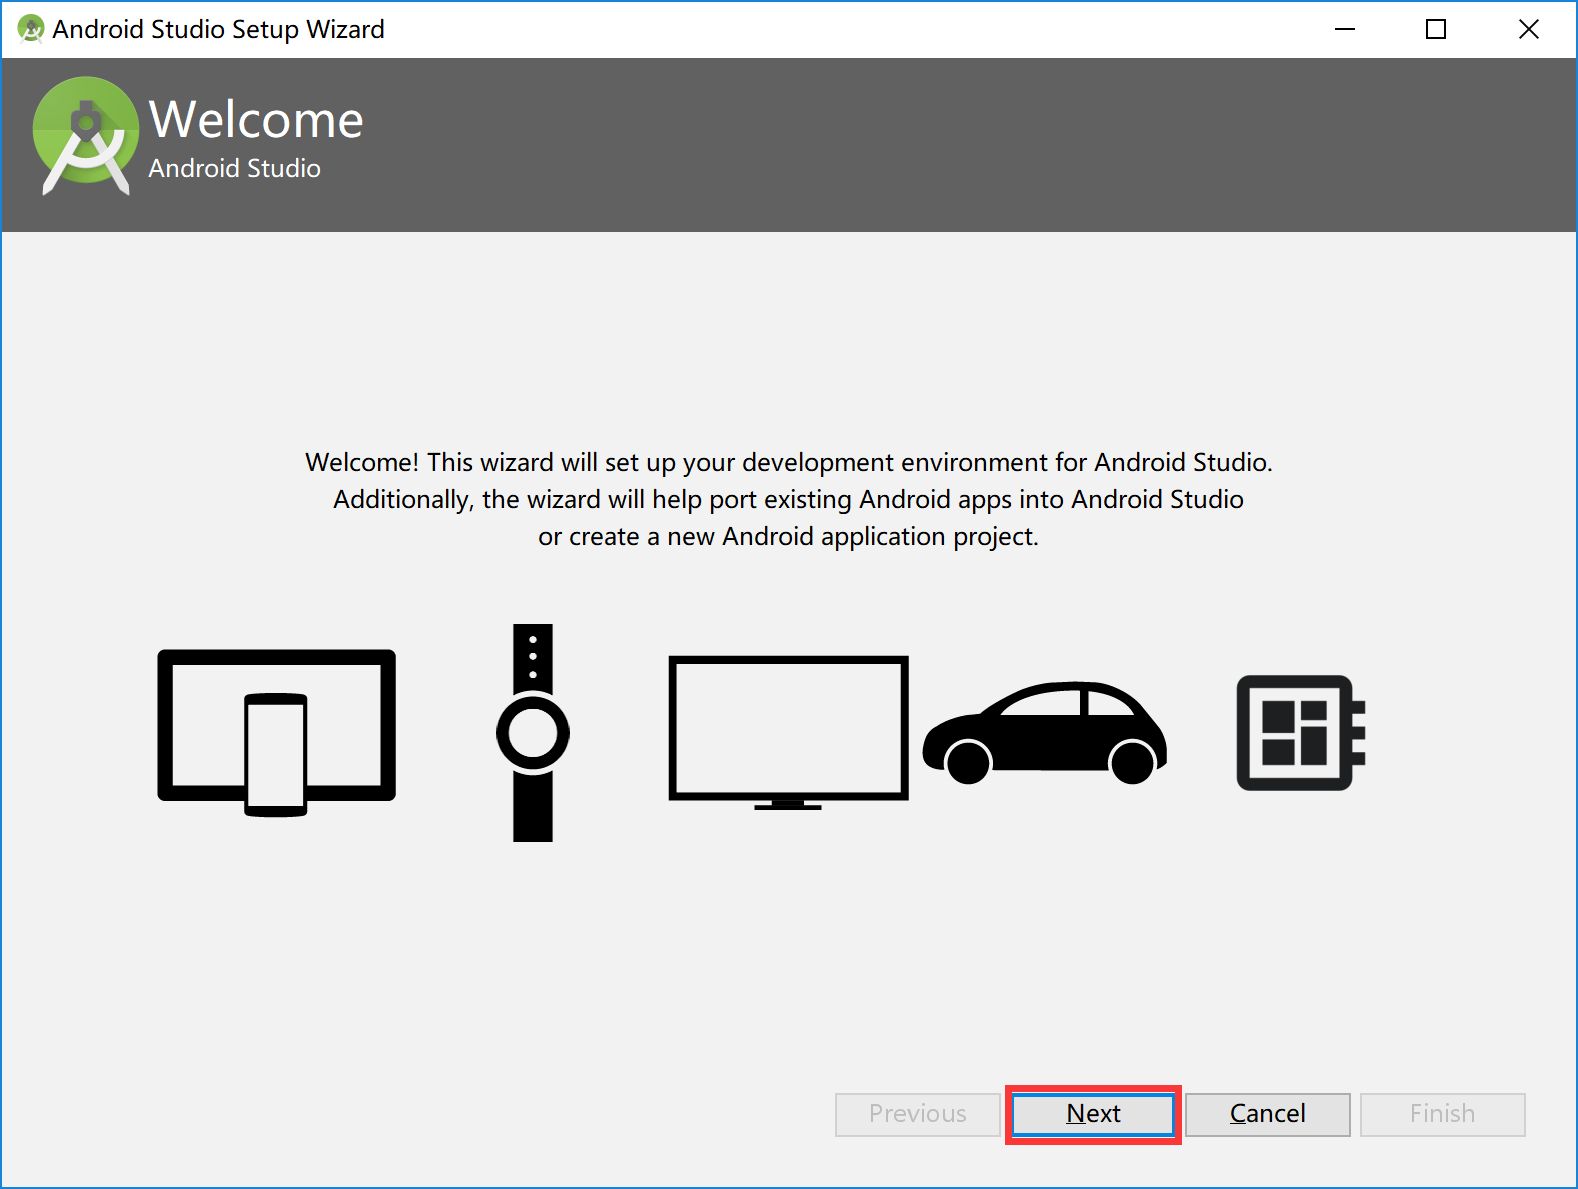 Android Studio Setup Wizard
Welcome
Android Studio
Welcome! This wizard will set up your development environment for Android Studio.
Additionally, the wizard will help port existing Android apps into Android Studio
or create a new Android application project.
Previous
Next
Cancel
Finish